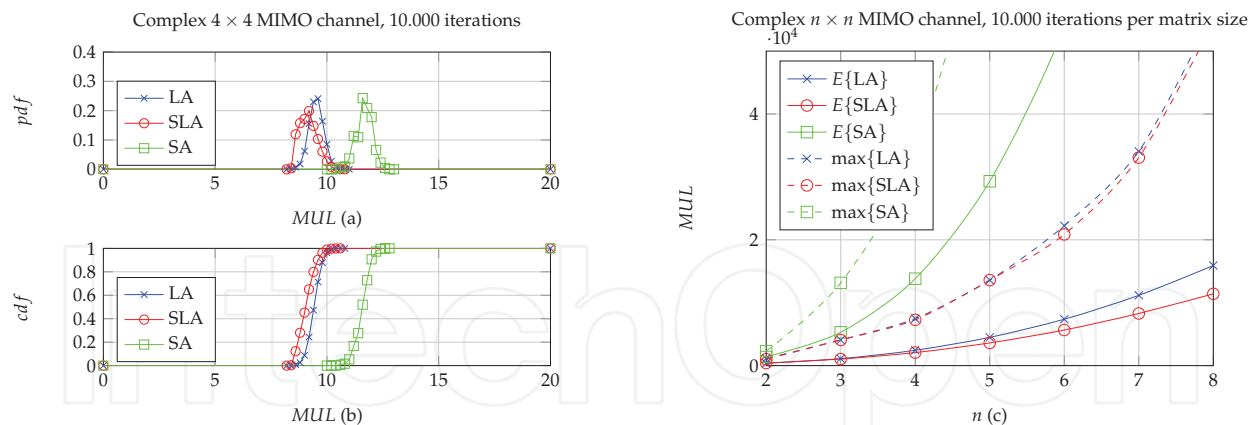 Complex 4 × 4 MIMO channel, 10.000 iterations
0.4
0.3
0.2
0.1
0
pdf
LA
SLA
SA
0 5 10 15 20
MUL (a)
1
0.8
0.6
0.4
0.2
0
cdf
LA
SLA
SA
0 5 10 15 20
MUL (b)
Complex n × n MIMO channel, 10.000 iterations per matrix size
·10⁴
4
2
0
MUL
E{LA}
E{SLA}
E{SA}
max{LA}
max{SLA}
max{SA}
2 3 4 5 6 7 8
n (c)
intechopen